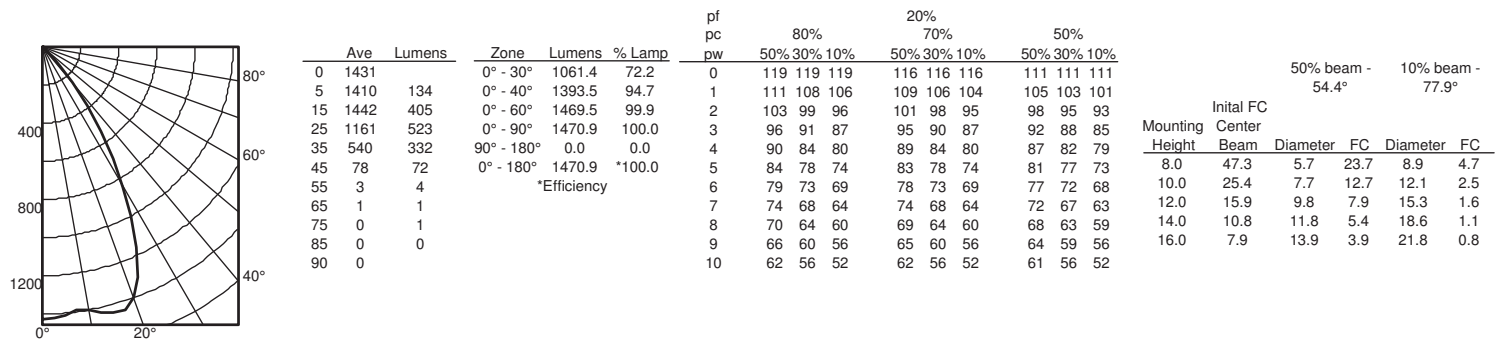 400
800
1200
0°
20°
40°
60°
80°
Ave Lumens
0 1431
5 1410 134
15 1442 405
25 1161 523
35 540 332
45 78 72
55 3 4
65 1 1
75 0 1
85 0 0
90 0
Zone Lumens % Lamp
0° - 30° 1061.4 72.2
0° - 40° 1393.5 94.7
0° - 60° 1469.5 99.9
0° - 90° 1470.9 100.0
90° - 180° 0.0 0.0
0° - 180° 1470.9 *100.0
*Efficiency
pf 20%
pc 80% 70% 50%
pw 50% 30% 10% 50% 30% 10% 50% 30% 10%
0 119 119 119 116 116 116 111 111 111
1 111 108 106 109 106 104 105 103 101
2 103 99 96 101 98 95 98 95 93
3 96 91 87 95 90 87 92 88 85
4 90 84 80 89 84 80 87 82 79
5 84 78 74 83 78 74 81 77 73
6 79 73 69 78 73 69 77 72 68
7 74 68 64 74 68 64 72 67 63
8 70 64 60 69 64 60 68 63 59
9 66 60 56 65 60 56 64 59 56
10 62 56 52 62 56 52 61 56 52
50% beam - 10% beam -
54.4° 77.9°
Inital FC
Mounting Center
Height Beam Diameter FC Diameter FC
8.0 47.3 5.7 23.7 8.9 4.7
10.0 25.4 7.7 12.7 12.1 2.5
12.0 15.9 9.8 7.9 15.3 1.6
14.0 10.8 11.8 5.4 18.6 1.1
16.0 7.9 13.9 3.9 21.8 0.8